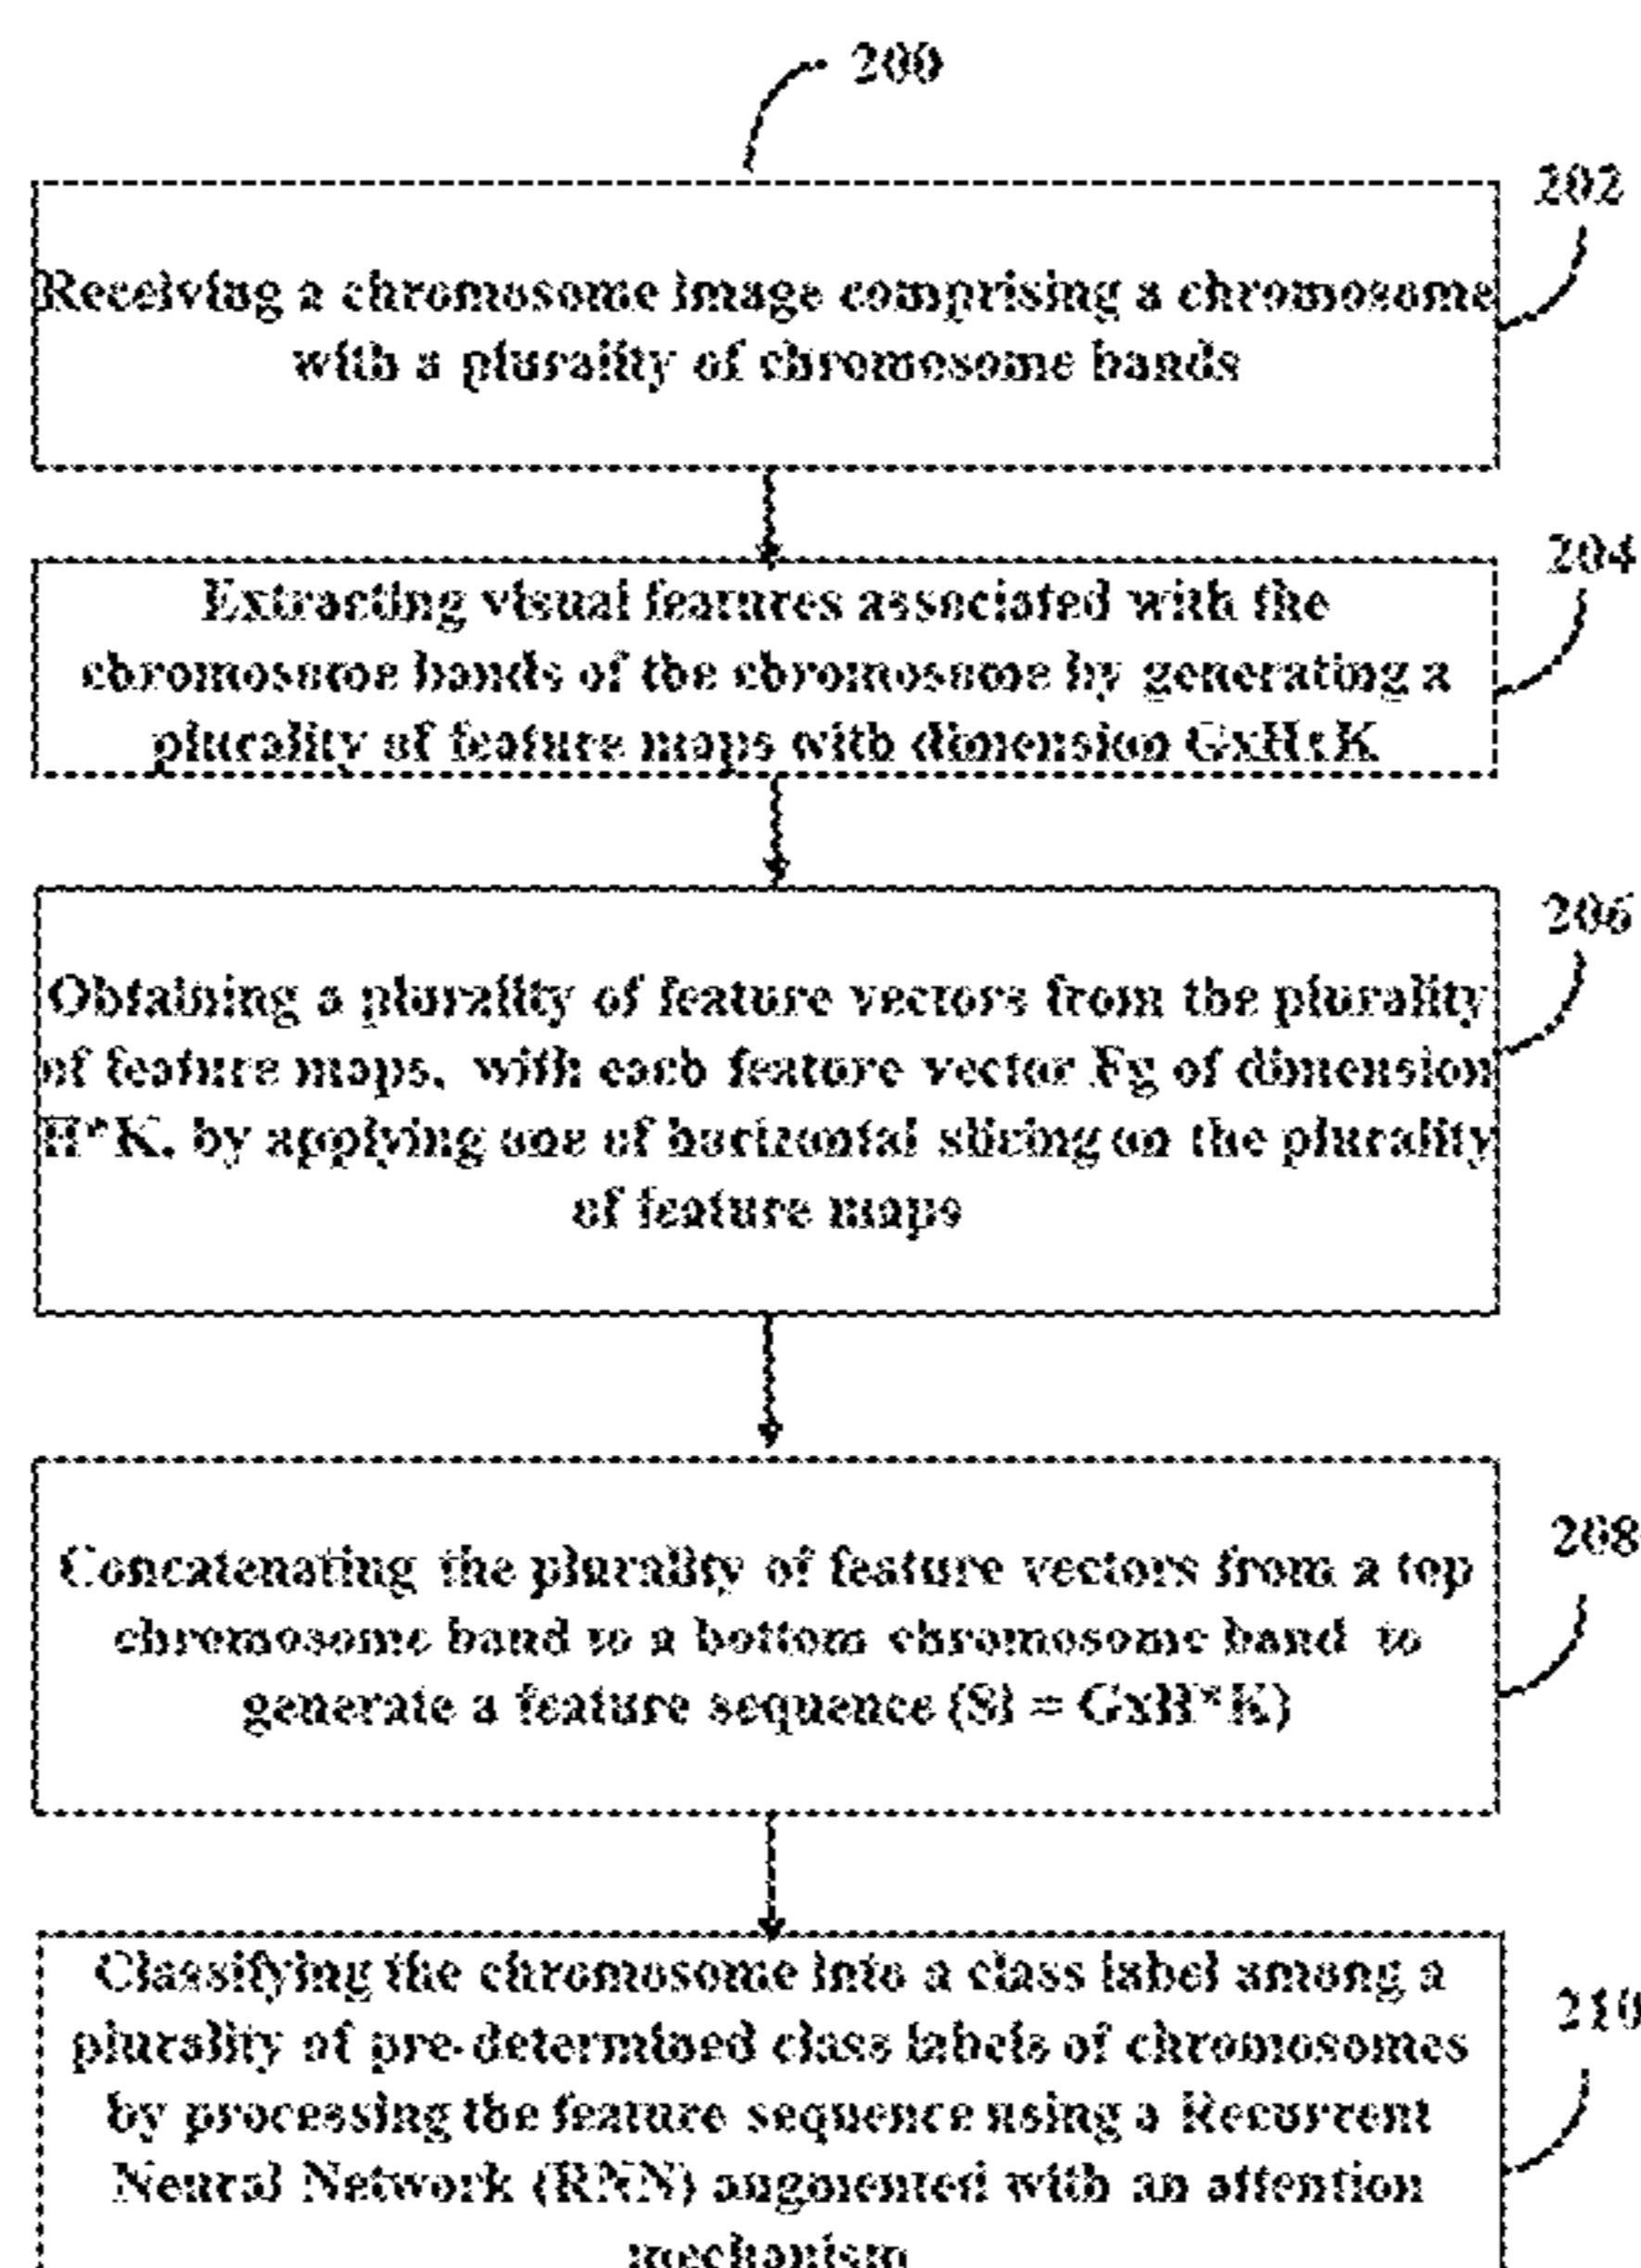 200
202
Receiving a chromosome image comprising a chromosome
with a plurality of chromosome bands
204
Extracting visual features associated with the
chromosome bands of the chromosome by generating a
plurality of feature maps with dimension GxHxK
206
Obtaining a plurality of feature vectors from the plurality
of feature maps, with each feature vector Fg of dimension
H*K, by applying one of horizontal slicing on the plurality
of feature maps
208
Concatenating the plurality of feature vectors from a top
chromosome band to a bottom chromosome band to
generate a feature sequence (Si = GxH*K)
210
Classifying the chromosome into a class label among a
plurality of pre-determined class labels of chromosomes
by processing the feature sequence using a Recurrent
Neural Network (RNN) augmented with an attention
mechanism